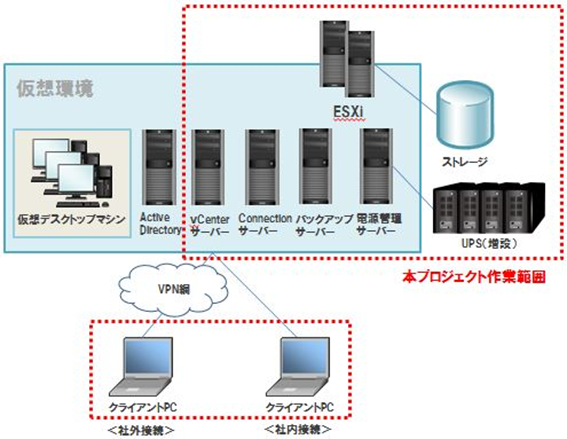 仮想環境
ESXi
ストレージ
仮想デスクトップマシン
Active
Directory
vCenter
サーバー
Connection
サーバー
バックアップ
サーバー
電源管理
サーバー
UPS（増設）
本プロジェクト作業範囲
VPN網
クライアントPC
＜社外接続＞
クライアントPC
＜社内接続＞